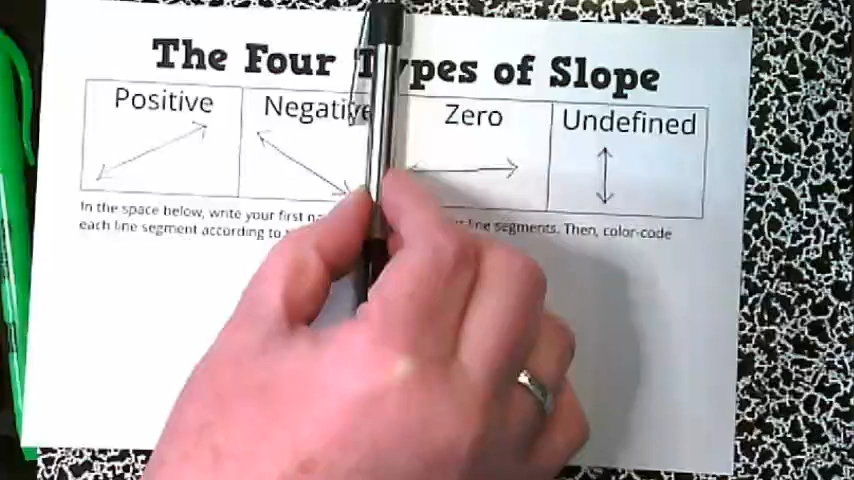 The Four Types of Slope
Positive Negative Zero Undefined
In the space below, write your first line segments. Then, color-code
each line segment according to